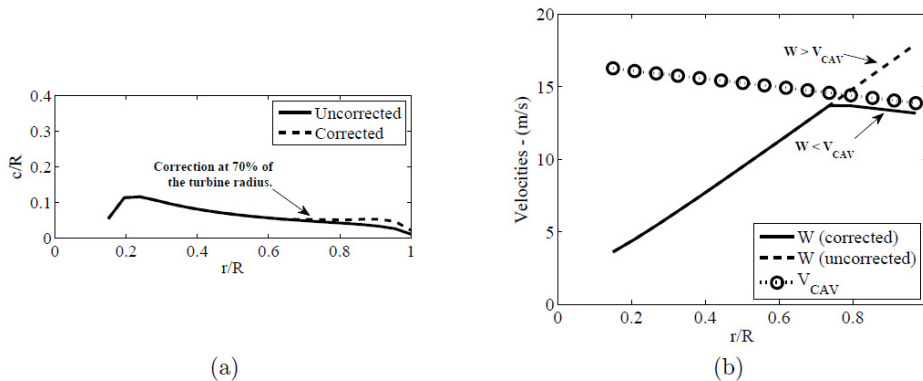 0.4
0.3
0.2
0.1
0
c/R
0
0.2
0.4
0.6
0.8
1
r/R
Uncorrected
Corrected
Correction at 70% of
the turbine radius.
(a)
20
15
10
5
0
Velocities - (m/s)
0.2
0.4
0.6
0.8
r/R
W > V_CAV
W < V_CAV
W (corrected)
W (uncorrected)
V_CAV
(b)